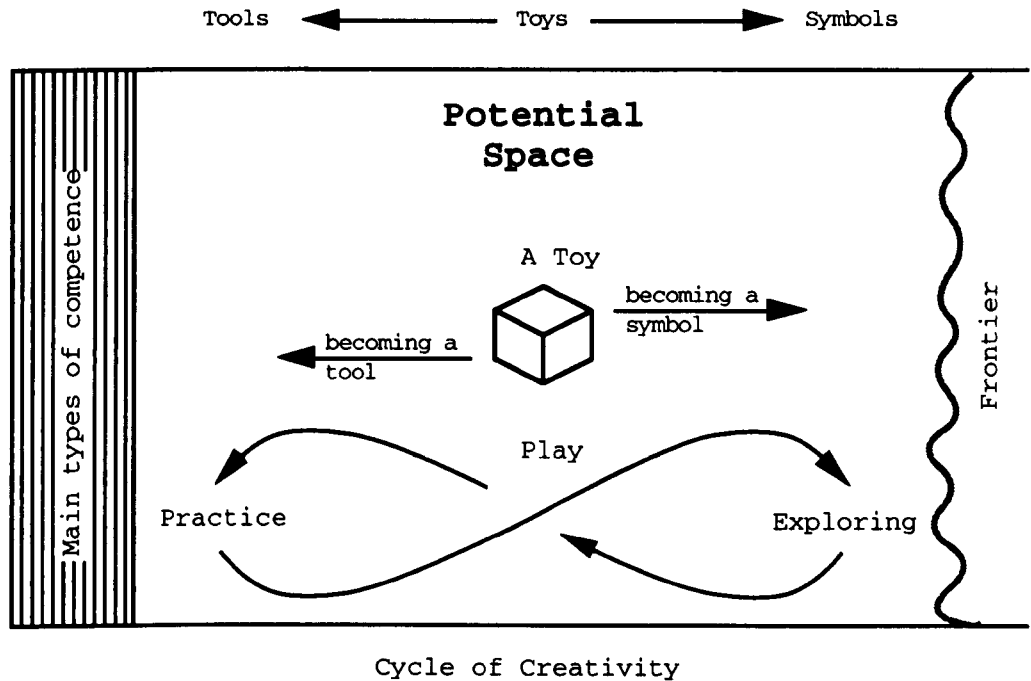 Tools Toys Symbols
Potential
Space
Main types of competence
A Toy
becoming a
symbol
becoming a
tool
Frontier
Play
Practice
Exploring
Cycle of Creativity